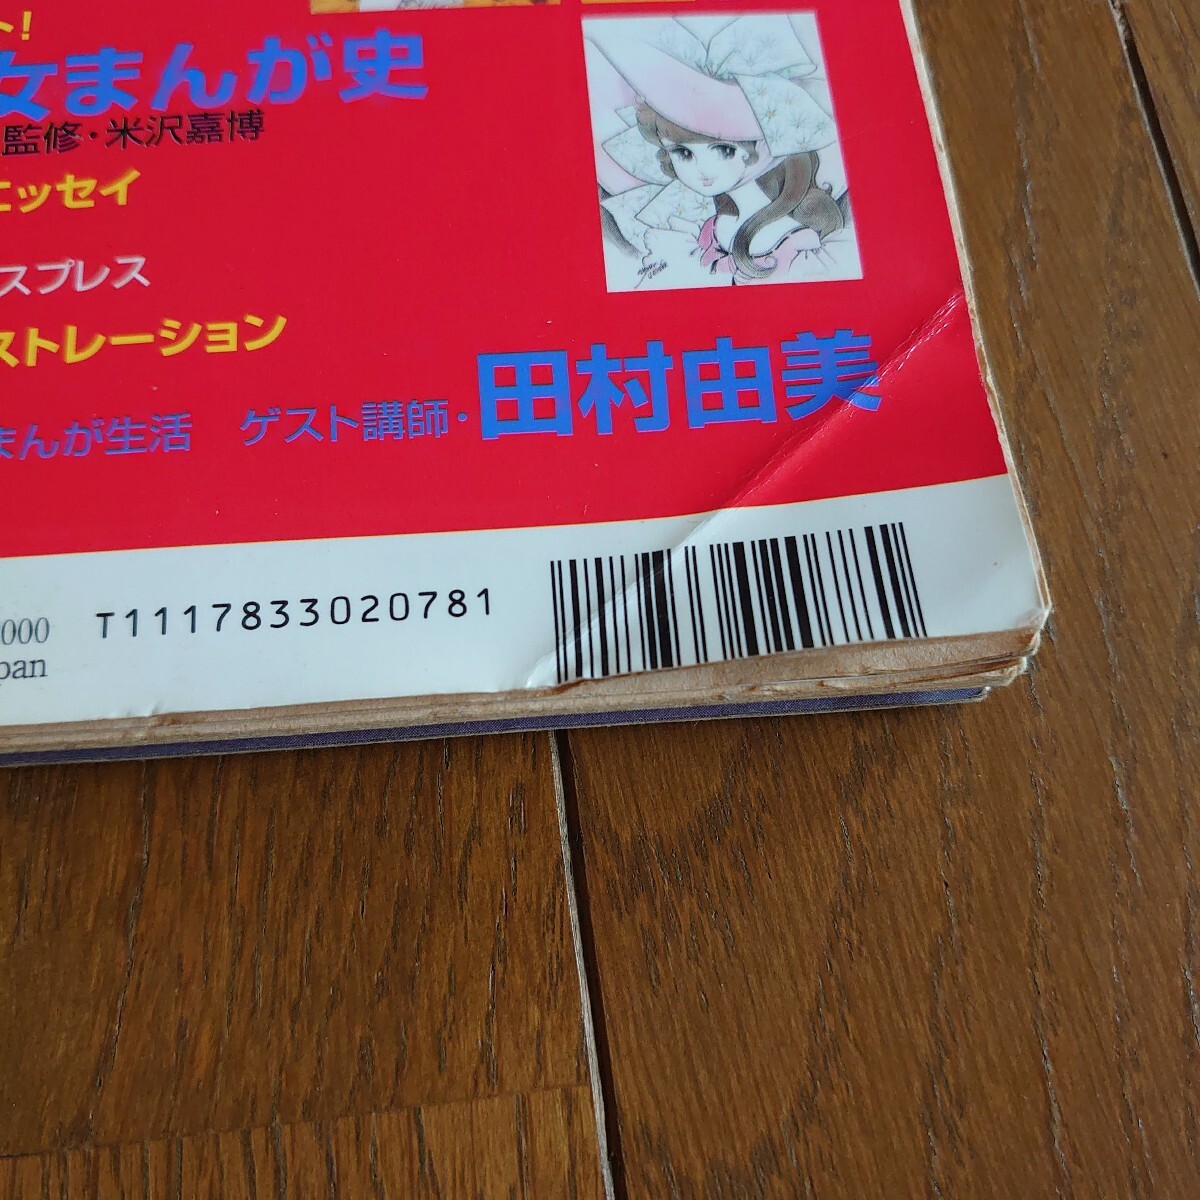 ト!
女まんが史
監修・米沢嘉博
エッセイ
スプレス
ストレーション
まんが生活 ゲスト講師・田村由美
000
pan
T1117833020781